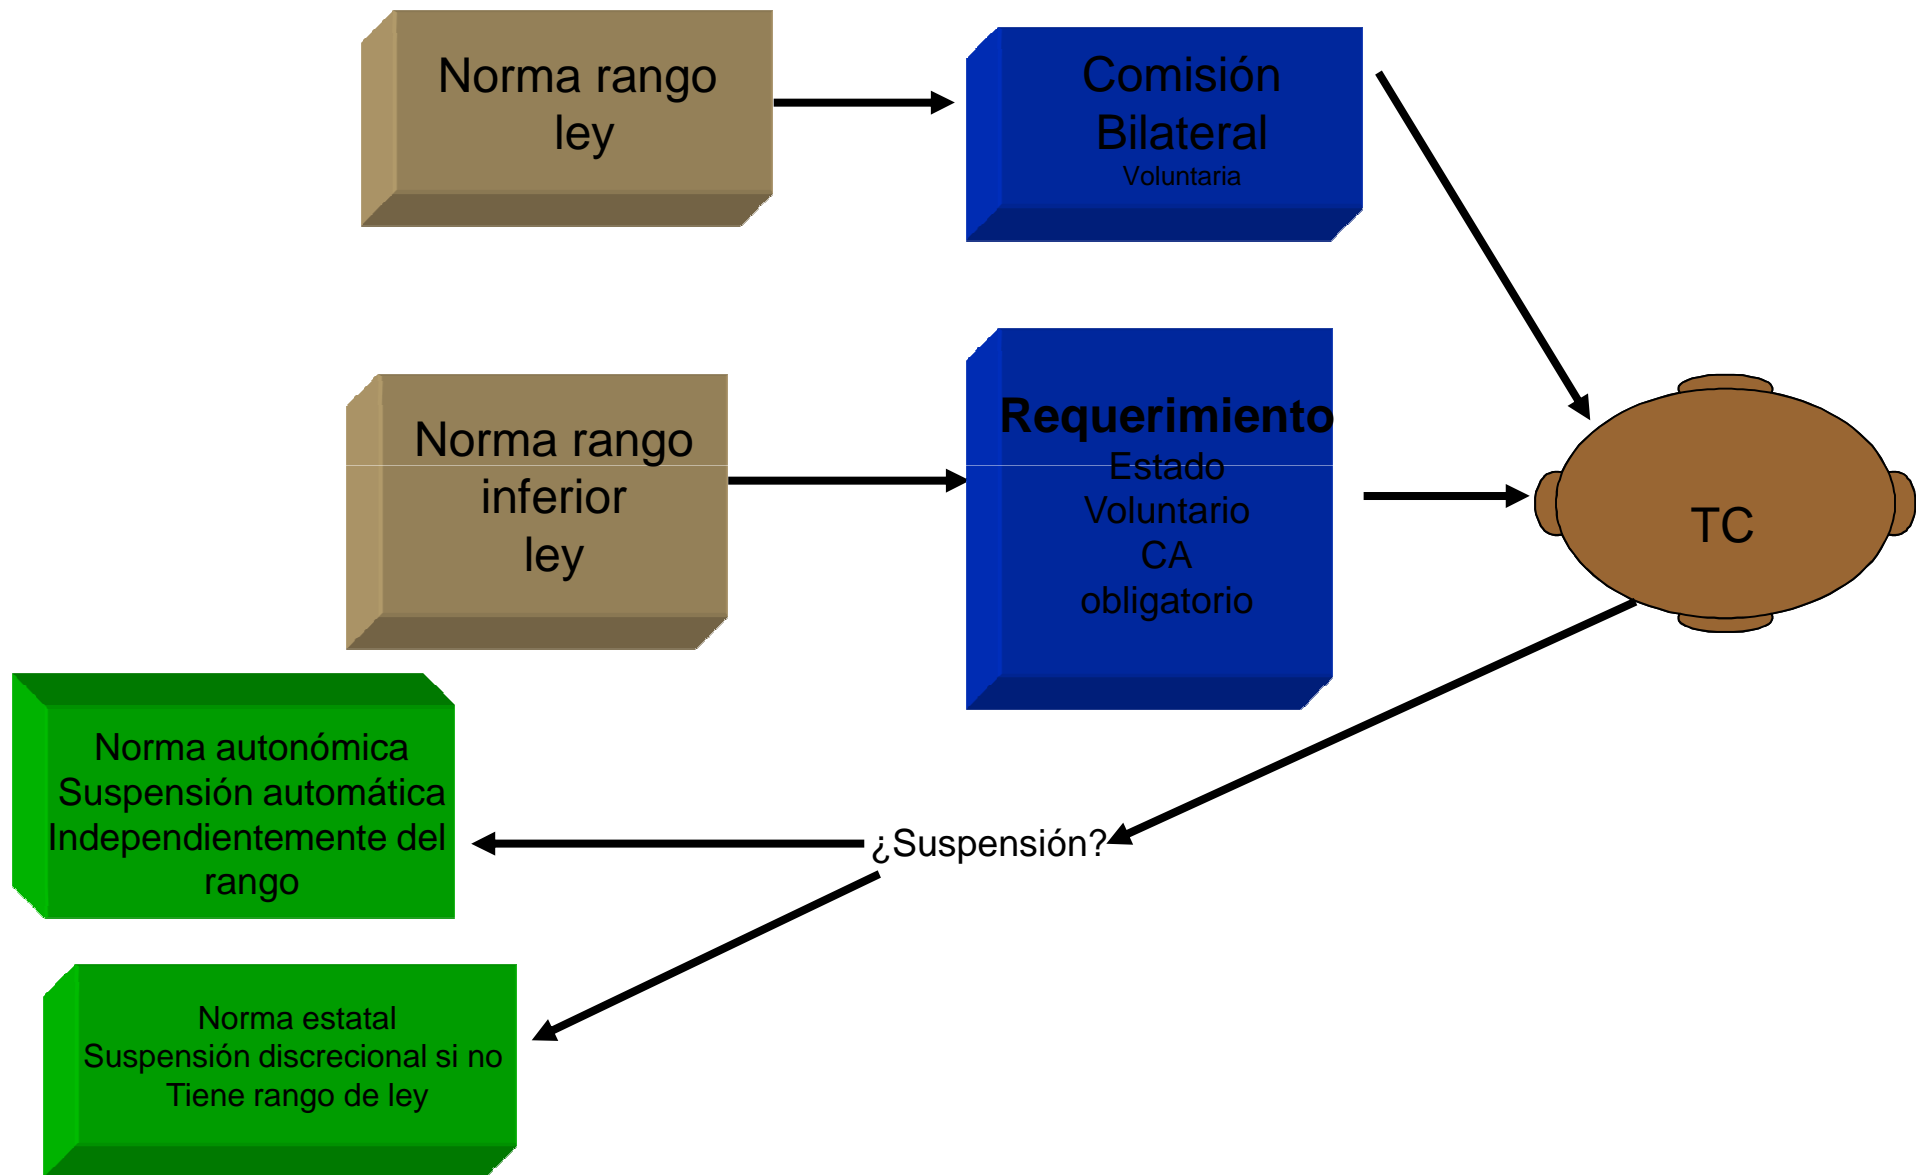 Norma rango
ley
Comisión
Bilateral
Voluntaria
Norma rango
inferior
ley
Requerimiento
Estado
Voluntario
CA
obligatorio
TC
Norma autonómica
Suspensión automática
Independientemente del
rango
¿Suspensión?
Norma estatal
Suspensión discrecional si no
Tiene rango de ley